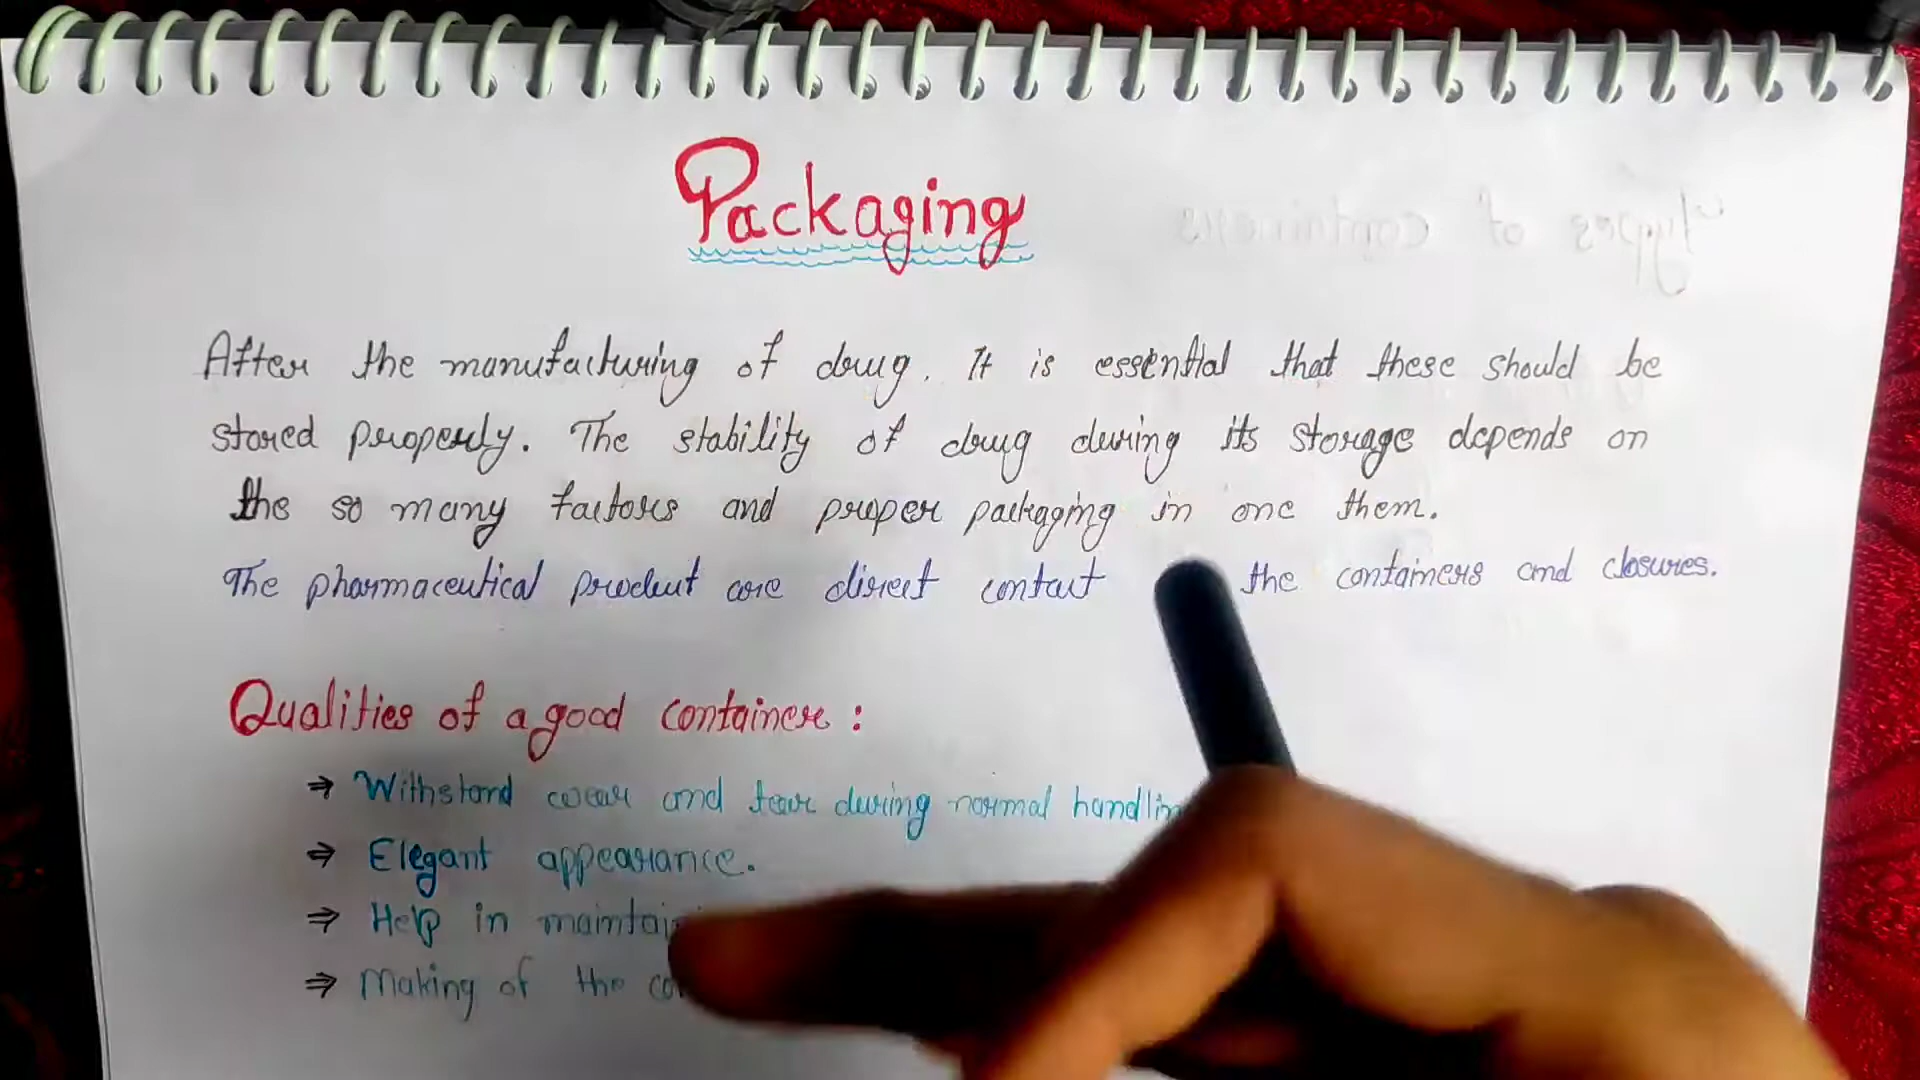 Packaging
After the manufacturing of drug. It is essential that these should be
stored properly. The stability of drug during its storage depends on
the so many factors and proper packaging in one them.
The pharmaceutical product are direct contact the containers and closures.
Qualities of a good container :
⇒ Withstand wear and tear during normal
⇒ Elegant appearance.
⇒ Help in
⇒ Making of the